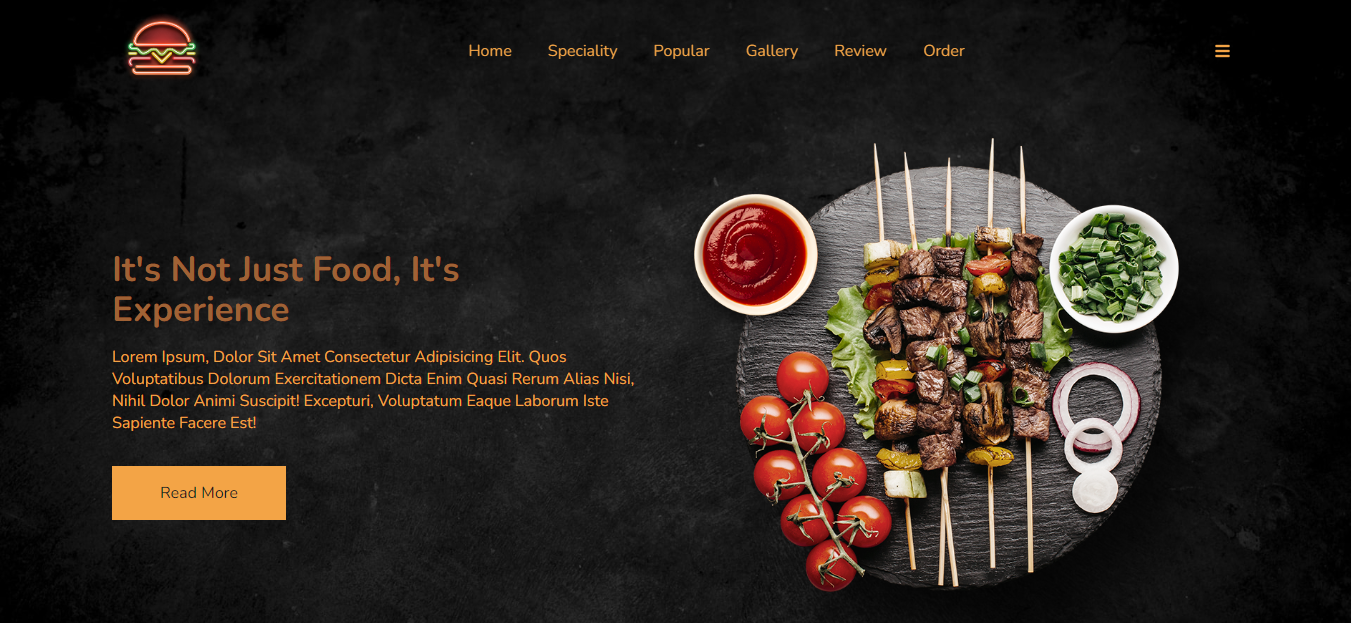 Home Speciality Popular Gallery Review Order
It's Not Just Food, It's
Experience
Lorem Ipsum, Dolor Sit Amet Consectetur Adipisicing Elit. Quos
Voluptatibus Dolorum Exercitationem Dicta Enim Quasi Rerum Alias Nisi,
Nihil Dolor Animi Suscipit! Excepturi, Voluptatum Eaque Laborum Iste
Sapiente Facere Est!
Read More